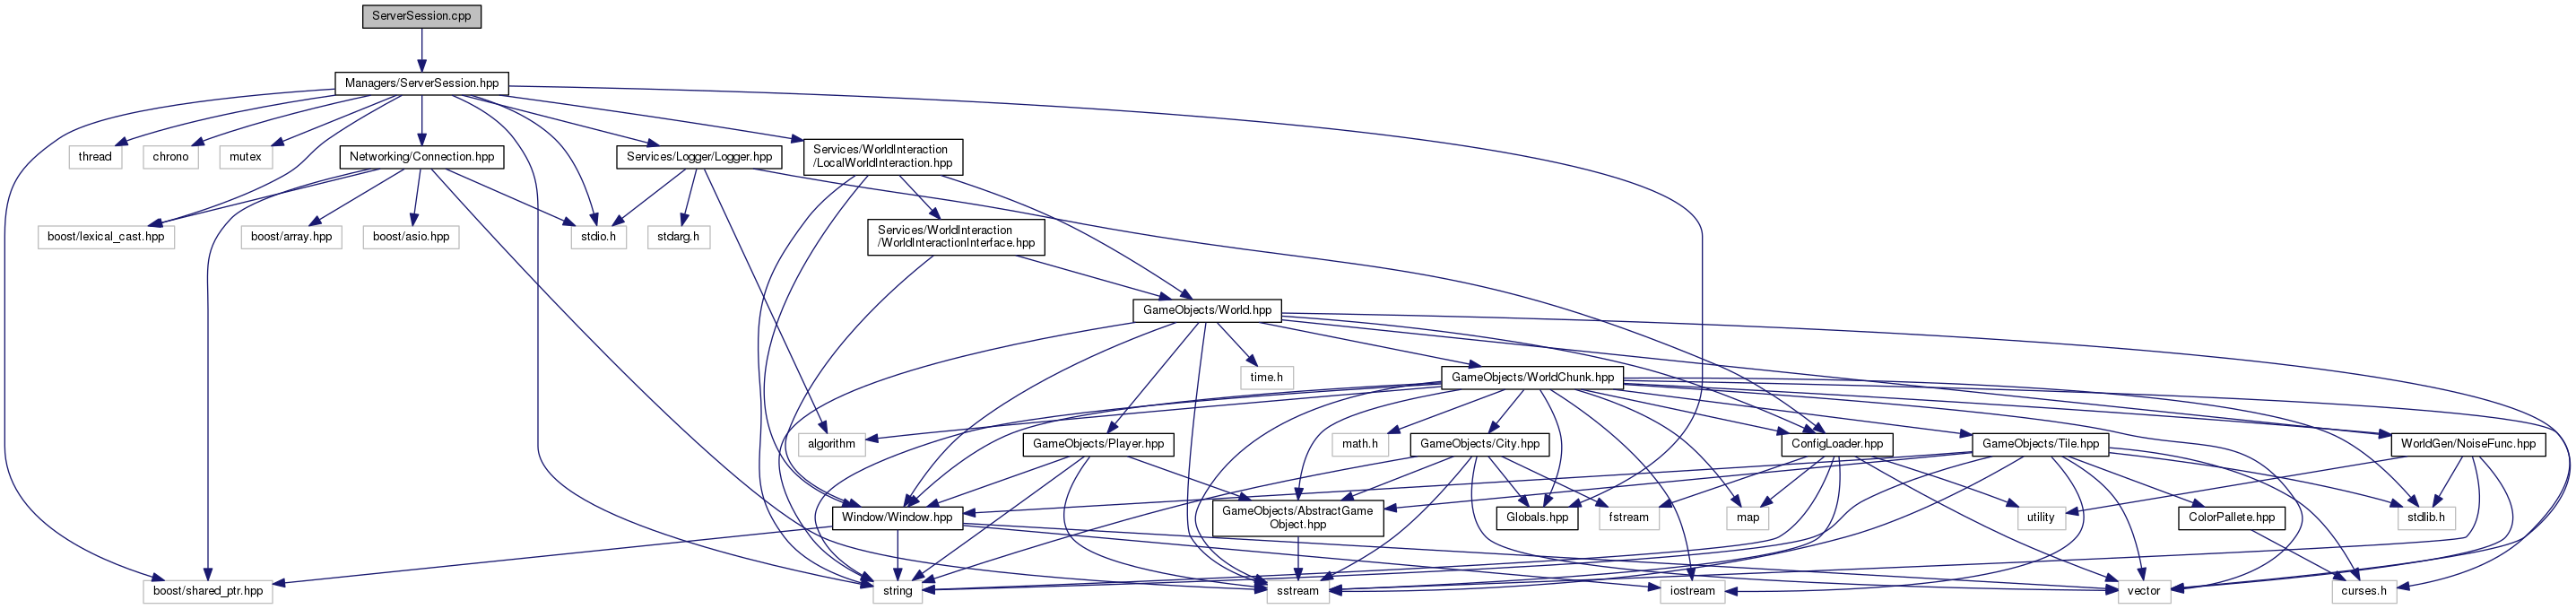 ServerSession.cpp
Managers/ServerSession.hpp
thread
chrono
mutex
Networking/Connection.hpp
Services/Logger/Logger.hpp
Services/WorldInteraction
/LocalWorldInteraction.hpp
boost/lexical_cast.hpp
boost/array.hpp
boost/asio.hpp
stdio.h
stdarg.h
Services/WorldInteraction
/WorldInteractionInterface.hpp
GameObjects/World.hpp
time.h
GameObjects/WorldChunk.hpp
algorithm
GameObjects/Player.hpp
math.h
GameObjects/City.hpp
ConfigLoader.hpp
GameObjects/Tile.hpp
WorldGen/NoiseFunc.hpp
Window/Window.hpp
GameObjects/AbstractGame
Object.hpp
Globals.hpp
fstream
map
utility
ColorPallete.hpp
stdlib.h
boost/shared_ptr.hpp
string
sstream
iostream
vector
curses.h